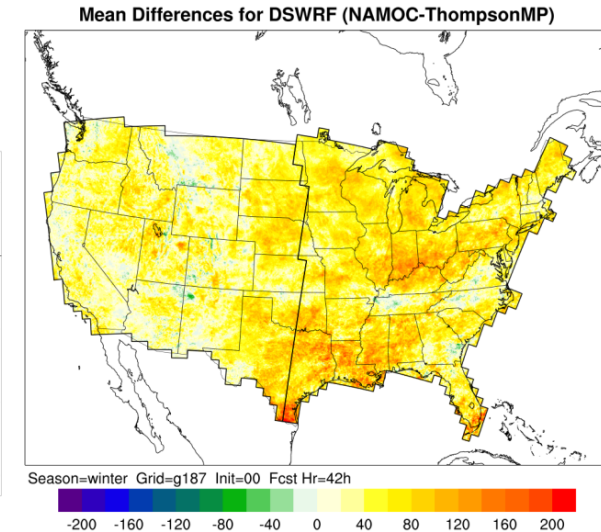 Mean Differences for DSWRF (NAMOC-ThompsonMP)
Season=winter Grid=g187 Init=00 Fcst Hr=42h
-200 -160 -120 -80 -40 0 40 80 120 160 200